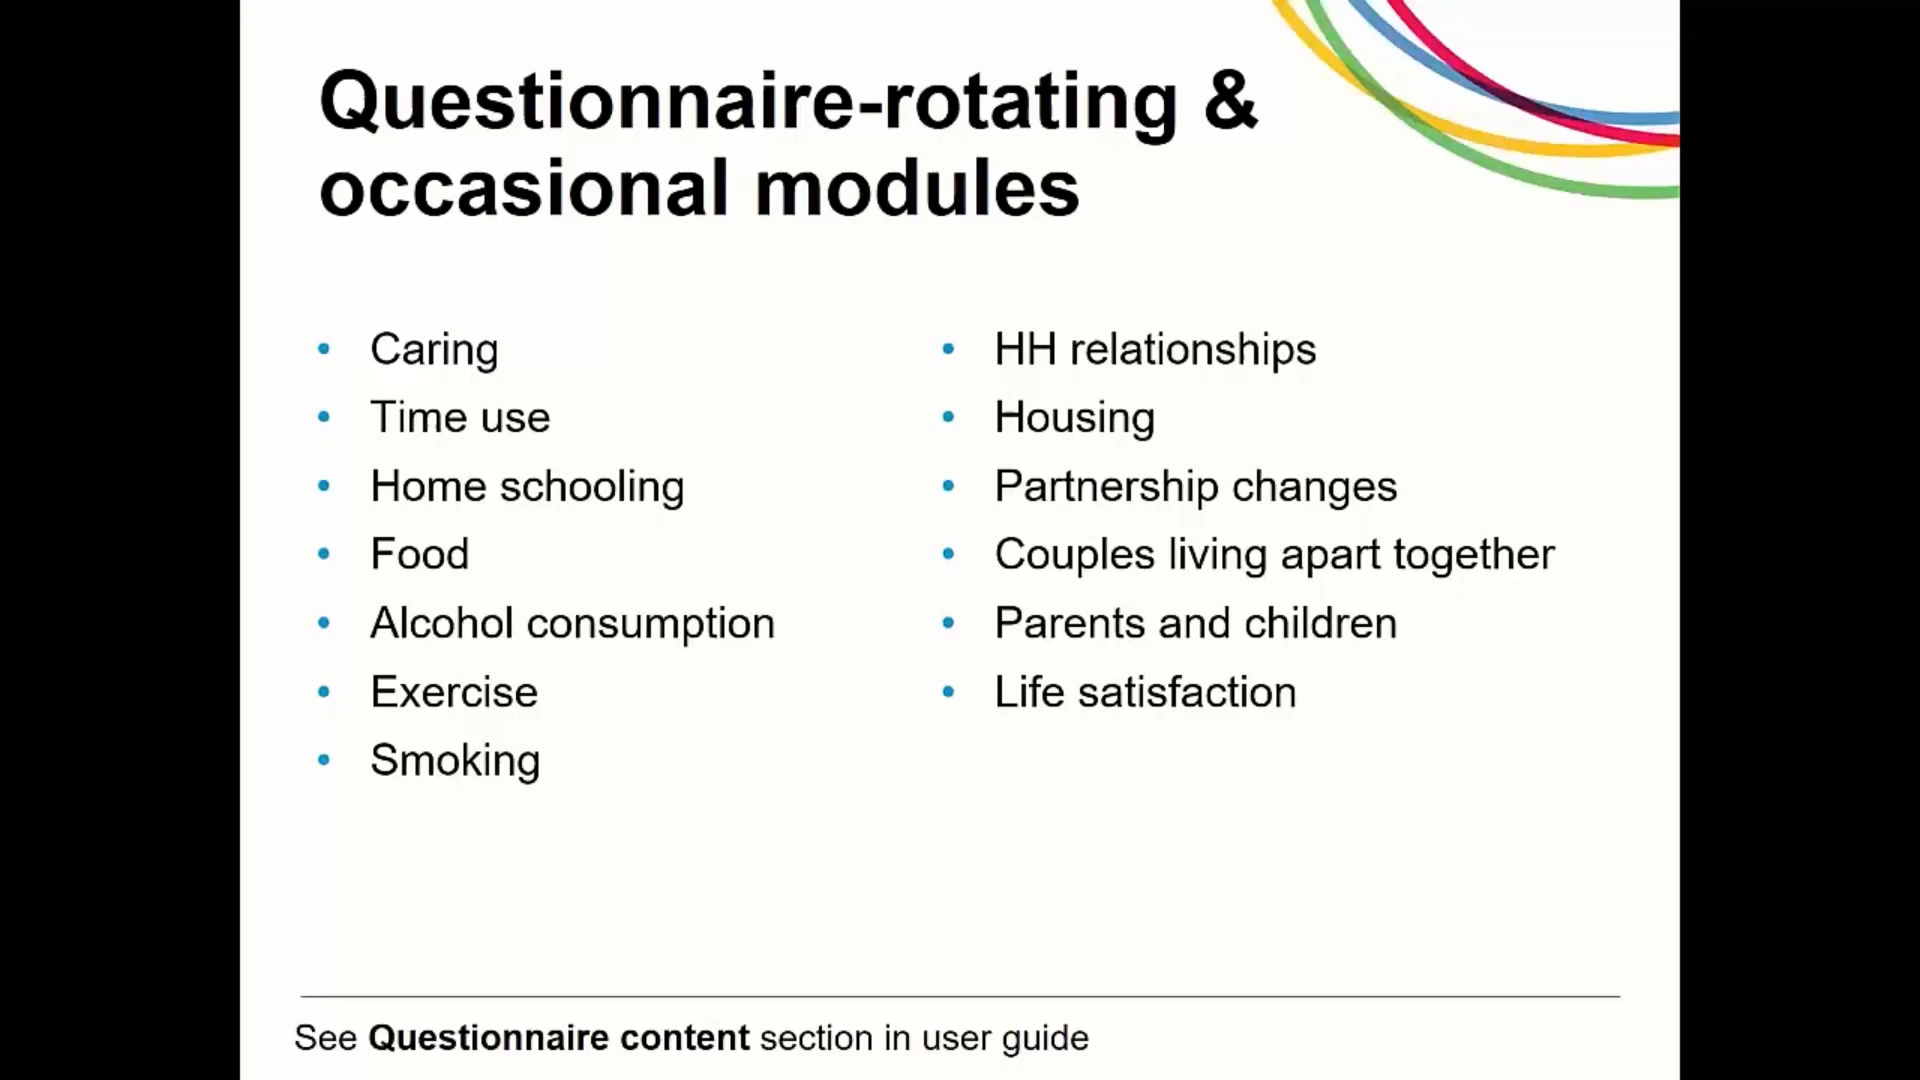 Questionnaire-rotating &
occasional modules
• Caring
• Time use
• Home schooling
• Food
• Alcohol consumption
• Exercise
• Smoking
• HH relationships
• Housing
• Partnership changes
• Couples living apart together
• Parents and children
• Life satisfaction
See Questionnaire content section in user guide